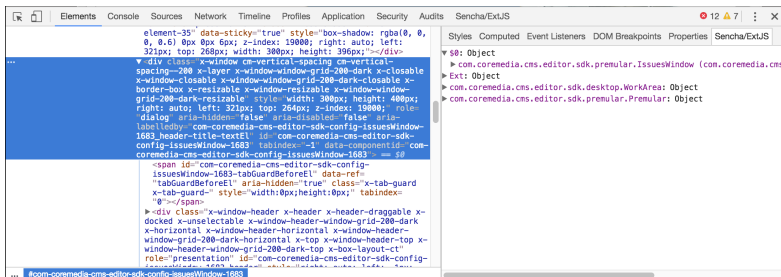 Elements Console Sources Network Timeline Profiles Application Security Audits Sencha/ExtJS 12 7
element-35" data-sticky="true" style="box-shadow: rgba(0, 0,
0, 0.6) 0px 0px 6px; z-index: 19000; right: auto; left:
321px; top: 268px; width: 300px; height: 396px;"></div>
... ▼<div class="x-window cm-vertical-spacing cm-vertical-
spacing--200 x-layer x-window-window-grid-200-dark x-closable
x-window-closable x-window-window-grid-200-dark-closable x-
border-box x-resizable x-window-resizable x-window-window-
grid-200-dark-resizable" style="width: 300px; height: 400px;
right: auto; left: 321px; top: 264px; z-index: 19000;" role=
"dialog" aria-hidden="false" aria-disabled="false" aria-
labelledby="com-coremedia-cms-editor-sdk-config-issuesWindow-
1683_header-title-textEl" id="com-coremedia-cms-editor-sdk-
config-issuesWindow-1683" tabindex="-1" data-componentid="com-
coremedia-cms-editor-sdk-config-issuesWindow-1683"> == $0
<span id="com-coremedia-cms-editor-sdk-config-
issuesWindow-1683-tabGuardBeforeEl" data-ref=
"tabGuardBeforeEl" aria-hidden="true" class="x-tab-guard
x-tab-guard-" style="width:0px;height:0px;" tabindex=
"0"></span>
▶<div class="x-window-header x-header x-header-draggable x-
docked x-unselectable x-window-header-window-grid-200-dark
x-horizontal x-window-header-horizontal x-window-header-
window-grid-200-dark-horizontal x-top x-window-header-top x-
window-header-window-grid-200-dark-top x-box-layout-ct"
role="presentation" id="com-coremedia-cms-editor-sdk-config-
... #com-coremedia-cms-editor-sdk-config-issuesWindow-1683
Styles Computed Event Listeners DOM Breakpoints Properties Sencha/ExtJS
▼ $0: Object
▶ com.coremedia.cms.editor.sdk.premular.IssuesWindow (com.coremedia.cms
▶ Ext: Object
▶ com.coremedia.cms.editor.sdk.desktop.WorkArea: Object
▶ com.coremedia.cms.editor.sdk.premular.Premular: Object